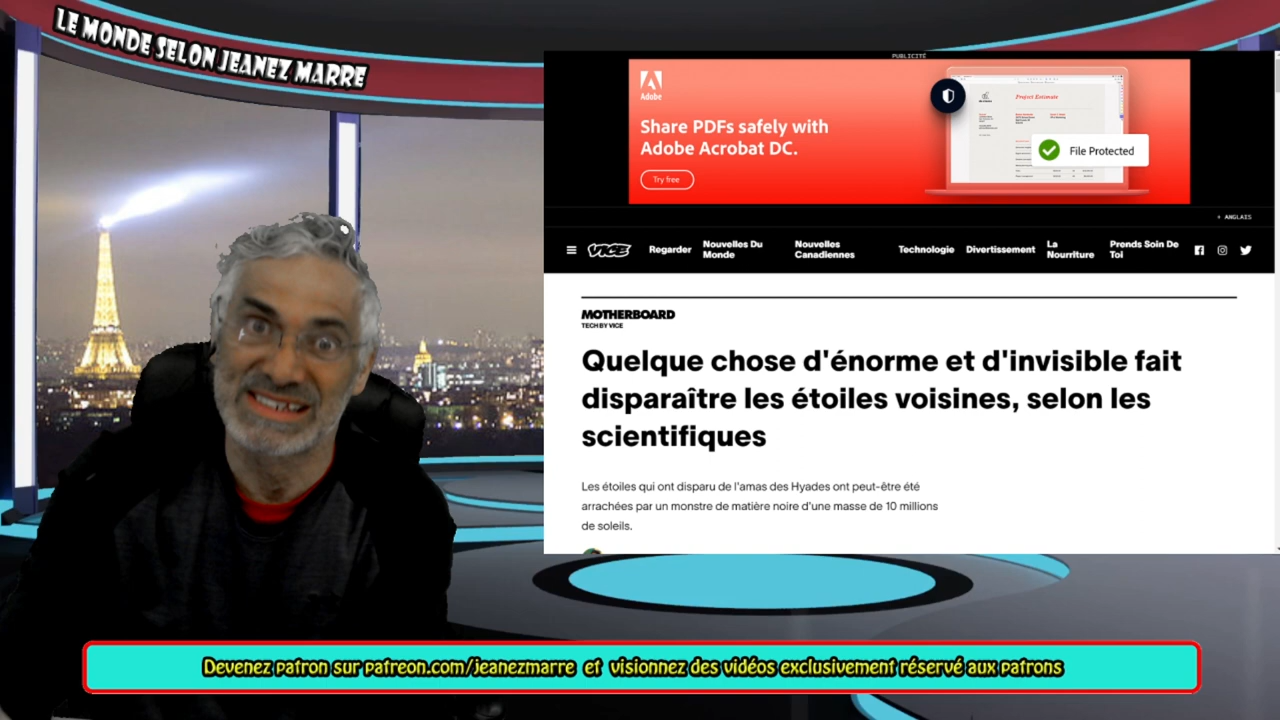 LE MONDE SELON JEANEZ MARRE
PUBLICITÉ
Adobe
Share PDFs safely with
Adobe Acrobat DC.
Try free
Project Estimate
File Protected
+ ANGLAIS
VICE
Regarder
Nouvelles Du
Monde
Nouvelles
Canadiennes
Technologie
Divertissement
La
Nourriture
Prends Soin De
Toi
MOTHERBOARD
TECH BY VICE
Quelque chose d'énorme et d'invisible fait
disparaître les étoiles voisines, selon les
scientifiques
Les étoiles qui ont disparu de l'amas des Hyades ont peut-être été
arrachées par un monstre de matière noire d'une masse de 10 millions
de soleils.
Devenez patron sur patreon.com/jeanezmarre et visionnez des vidéos exclusivement réservé aux patrons